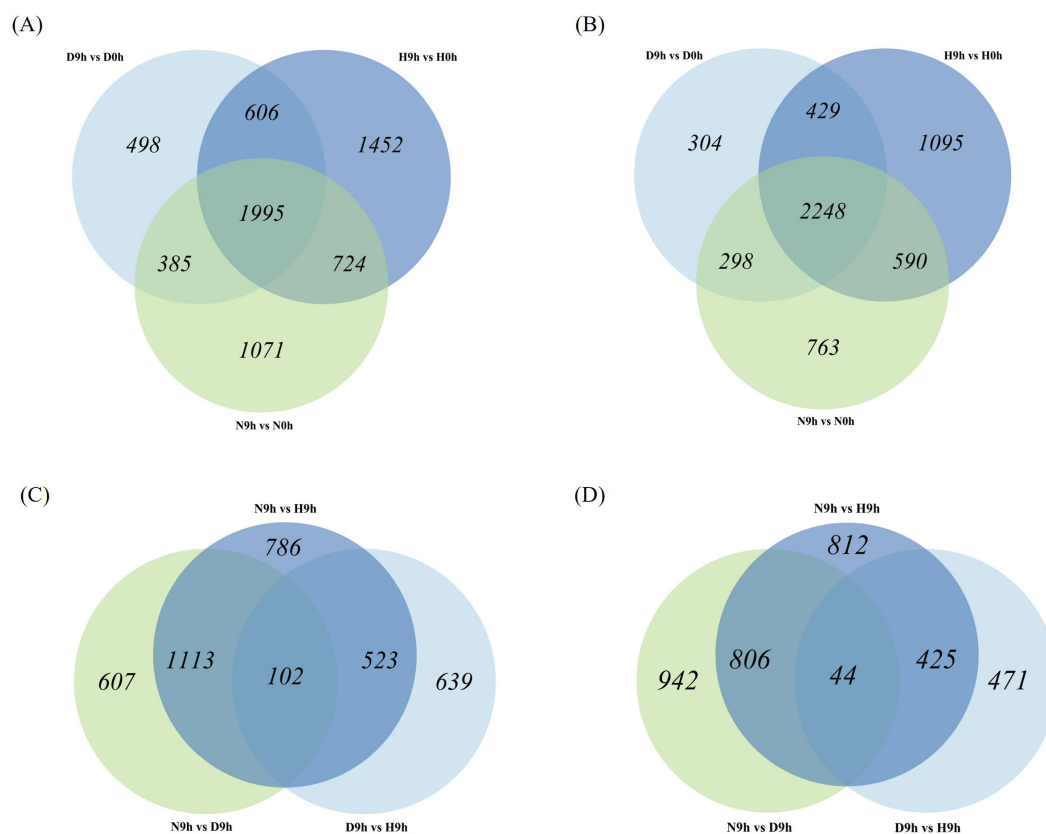 (A)
D9h vs D0h
H9h vs H0h
606
498
1452
1995
385
724
1071
N9h vs N0h
(B)
D9h vs D0h
H9h vs H0h
429
304
1095
2248
298
590
763
N9h vs N0h
(C)
N9h vs H9h
786
1113
102
523
607
639
N9h vs D9h
D9h vs H9h
(D)
N9h vs H9h
812
806
44
425
942
471
N9h vs D9h
D9h vs H9h